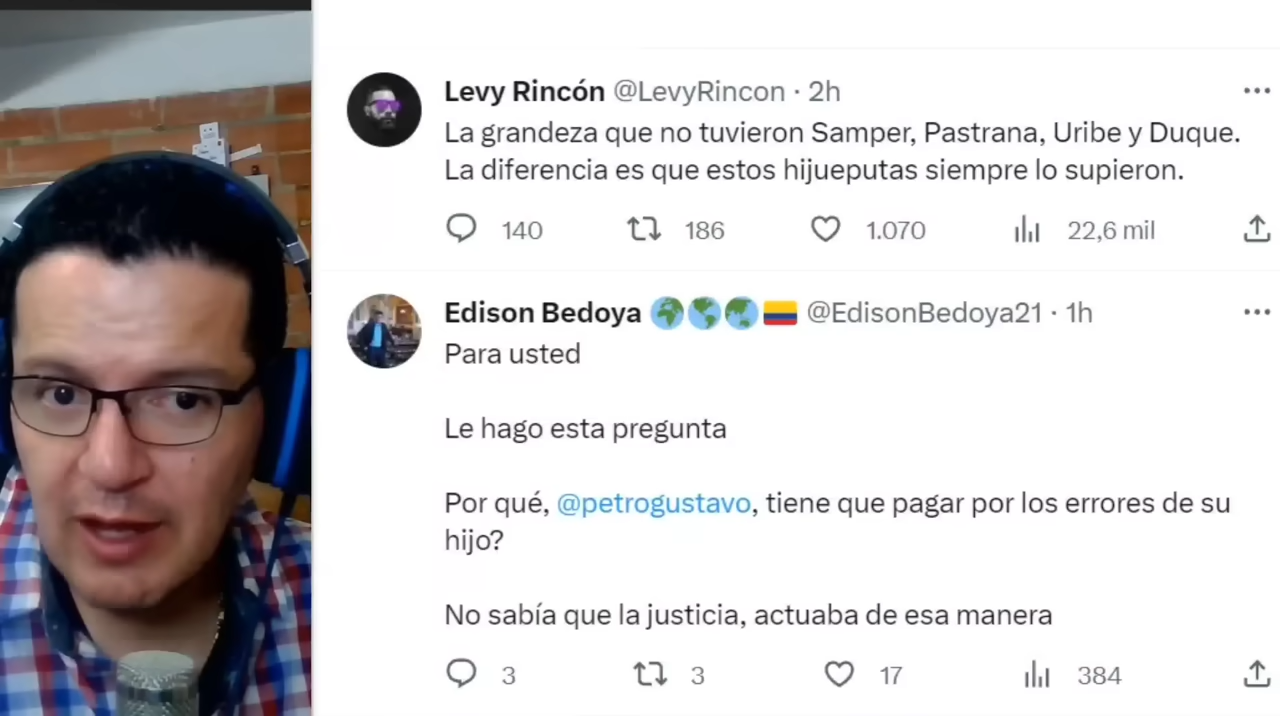 Levy Rincón @LevyRincon · 2h
La grandeza que no tuvieron Samper, Pastrana, Uribe y Duque.
La diferencia es que estos hijueputas siempre lo supieron.
140 186 1.070 22,6 mil
Edison Bedoya @EdisonBedoya21 · 1h
Para usted
Le hago esta pregunta
Por qué, @petrogustavo, tiene que pagar por los errores de su
hijo?
No sabía que la justicia, actuaba de esa manera
3 3 17 384